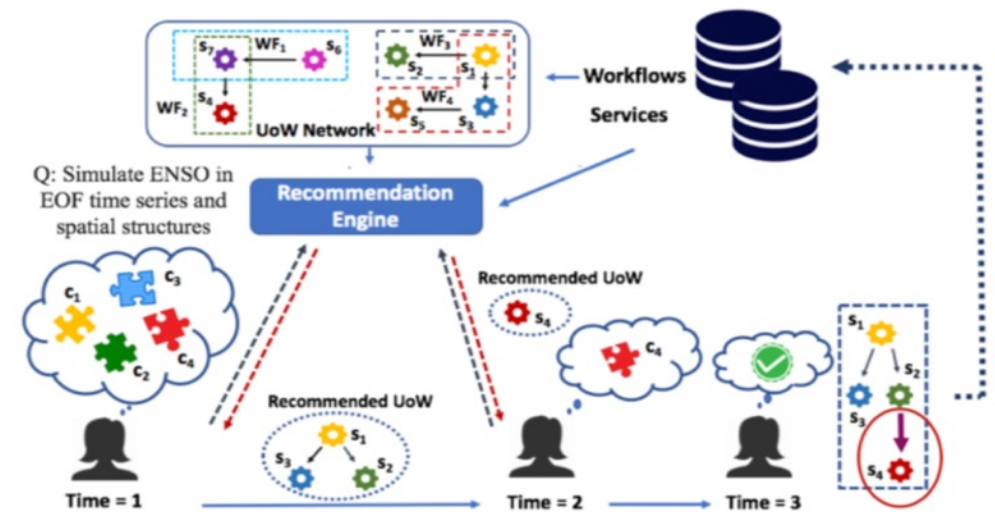 S7
WF1
S6
S4
WF2
WF3
S2
S1
WF4
S5
S3
UoW Network
Workflows
Services
Q: Simulate ENSO in
EOF time series and
spatial structures
Recommendation
Engine
C1
C3
C2
C4
Recommended UoW
S4
C4
Recommended UoW
S1
S3
S2
S1
S2
S3
S4
Time = 1
Time = 2
Time = 3